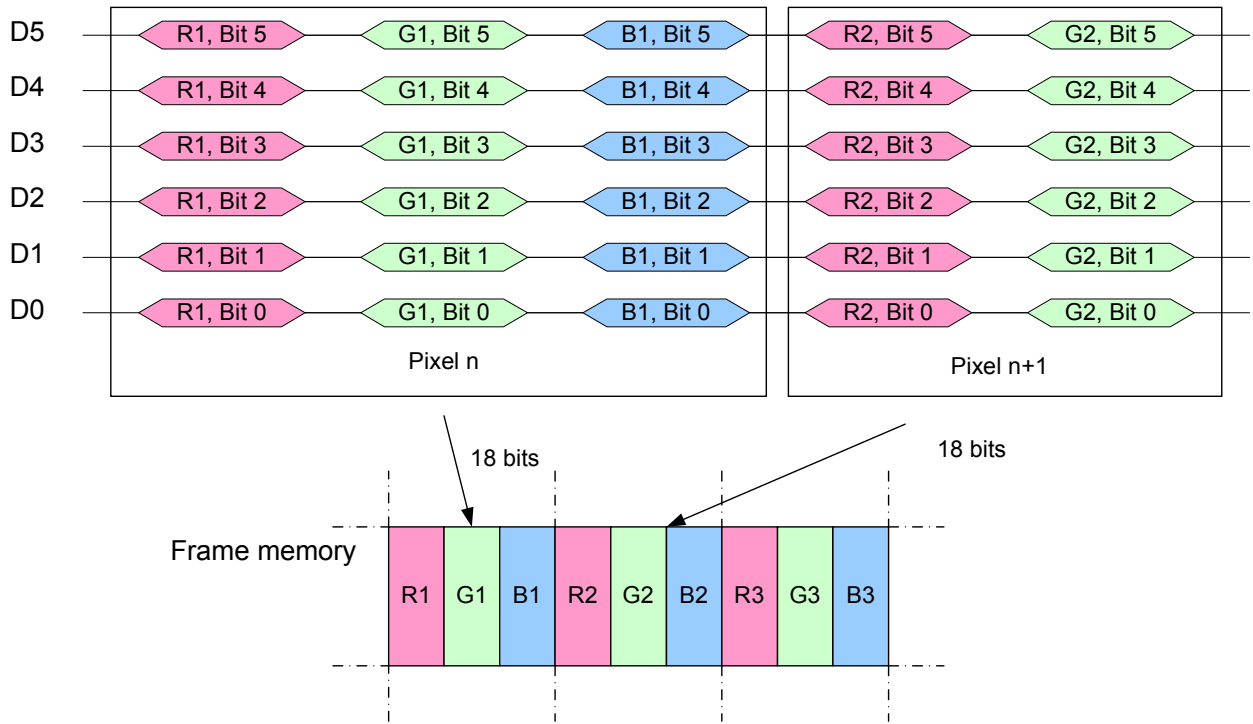 D5 R1, Bit 5 G1, Bit 5 B1, Bit 5 R2, Bit 5 G2, Bit 5
D4 R1, Bit 4 G1, Bit 4 B1, Bit 4 R2, Bit 4 G2, Bit 4
D3 R1, Bit 3 G1, Bit 3 B1, Bit 3 R2, Bit 3 G2, Bit 3
D2 R1, Bit 2 G1, Bit 2 B1, Bit 2 R2, Bit 2 G2, Bit 2
D1 R1, Bit 1 G1, Bit 1 B1, Bit 1 R2, Bit 1 G2, Bit 1
D0 R1, Bit 0 G1, Bit 0 B1, Bit 0 R2, Bit 0 G2, Bit 0
Pixel n Pixel n+1
18 bits 18 bits
Frame memory
R1 G1 B1 R2 G2 B2 R3 G3 B3